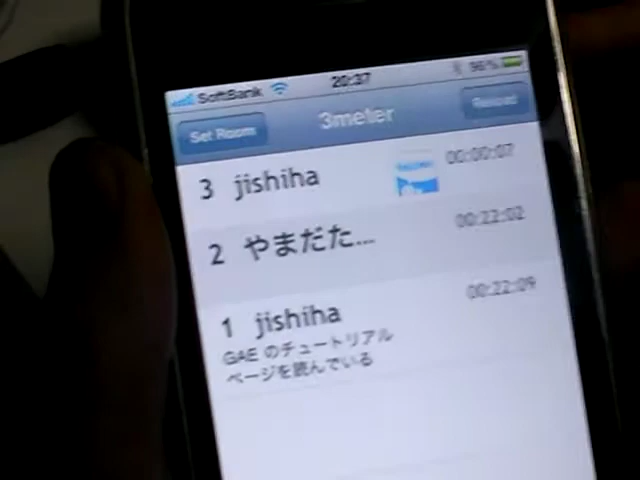 SoftBank 20:37 96%
Set Room 3meter Reload
3 jishiha 00:00:07
2 やまだた... 00:22:02
1 jishiha 00:22:09
GAE のチュートリアル
ページを読んでいる